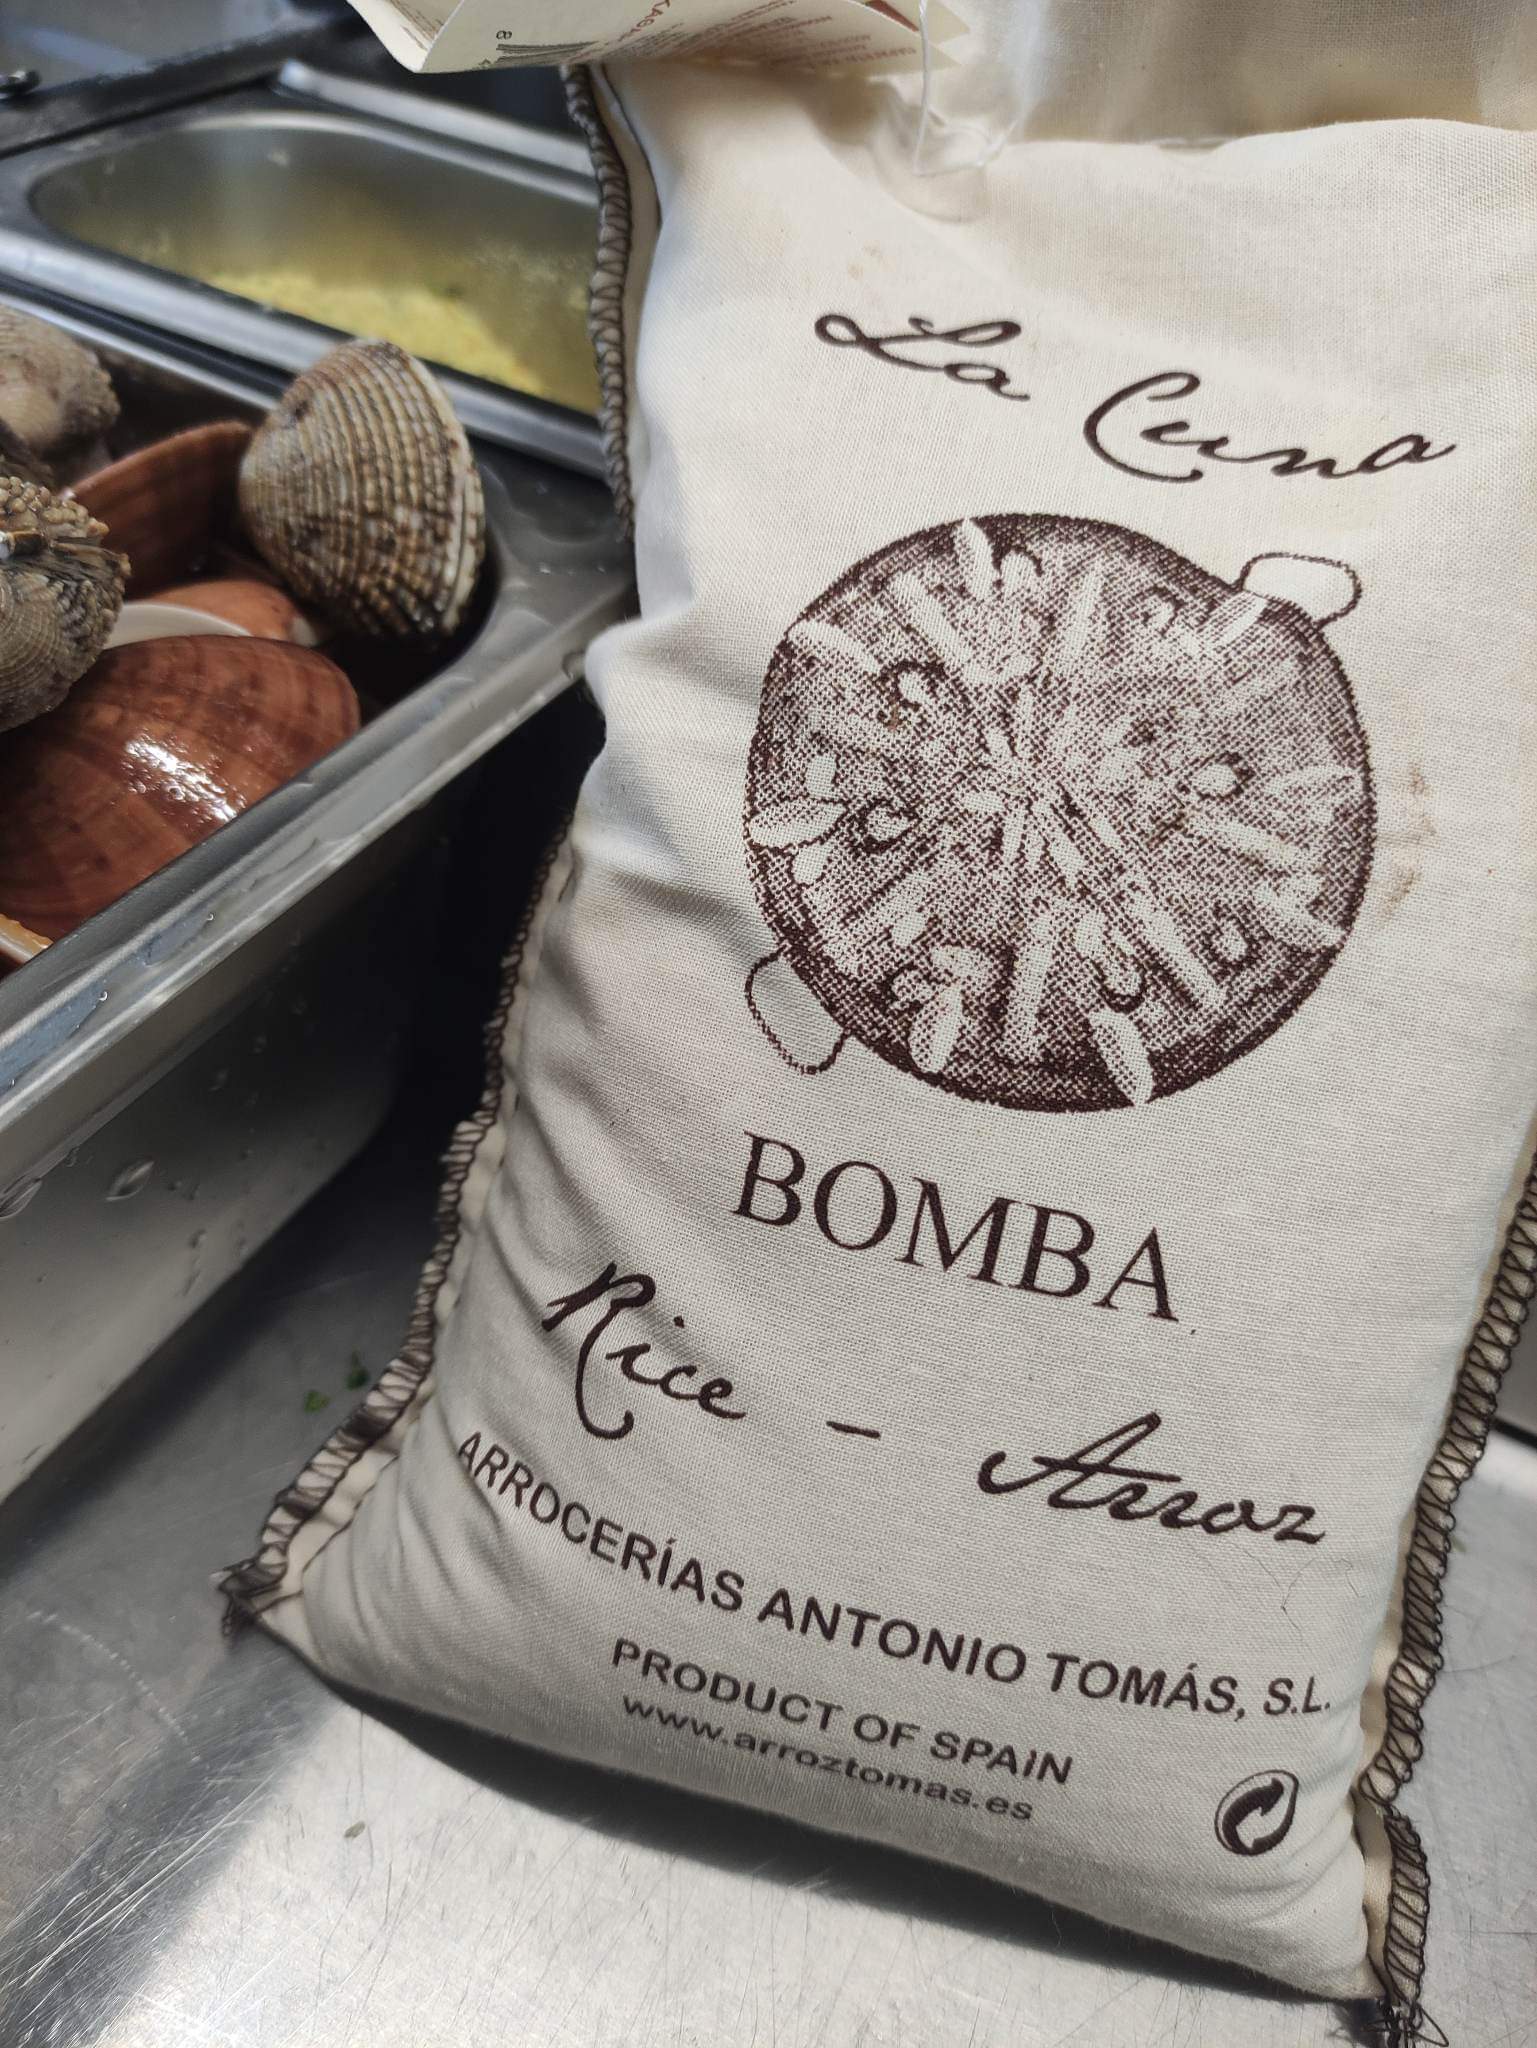 La Cuna
BOMBA
Rice - Arroz
ARROCERÍAS ANTONIO TOMÁS, S.L.
PRODUCT OF SPAIN
www.arroztomas.es